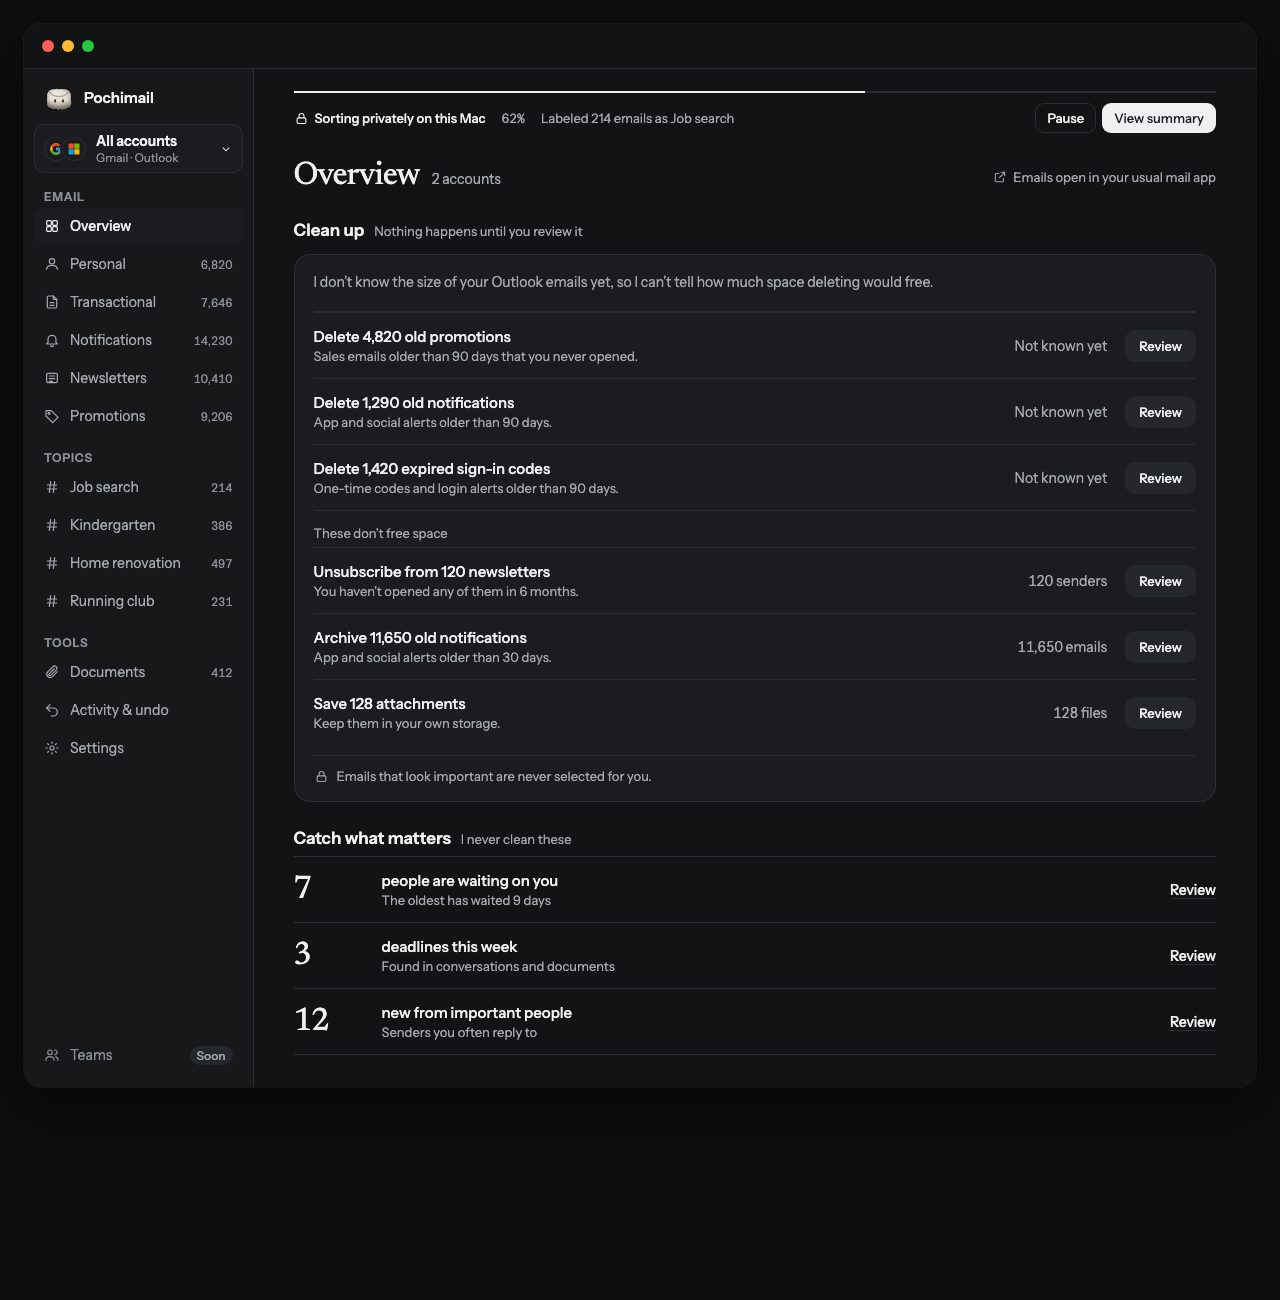 Pochimail
All accounts
Gmail · Outlook
EMAIL
Overview
Personal 6,820
Transactional 7,646
Notifications 14,230
Newsletters 10,410
Promotions 9,206
TOPICS
# Job search 214
# Kindergarten 386
# Home renovation 497
# Running club 231
TOOLS
Documents 412
Activity & undo
Settings
Teams Soon
Sorting privately on this Mac 62% Labeled 214 emails as Job search
Pause View summary
Overview 2 accounts
Emails open in your usual mail app
Clean up Nothing happens until you review it
I don’t know the size of your Outlook emails yet, so I can’t tell how much space deleting would free.
Delete 4,820 old promotions
Sales emails older than 90 days that you never opened.
Not known yet Review
Delete 1,290 old notifications
App and social alerts older than 90 days.
Not known yet Review
Delete 1,420 expired sign-in codes
One-time codes and login alerts older than 90 days.
Not known yet Review
These don’t free space
Unsubscribe from 120 newsletters
You haven’t opened any of them in 6 months.
120 senders Review
Archive 11,650 old notifications
App and social alerts older than 30 days.
11,650 emails Review
Save 128 attachments
Keep them in your own storage.
128 files Review
Emails that look important are never selected for you.
Catch what matters I never clean these
7 people are waiting on you
The oldest has waited 9 days
Review
3 deadlines this week
Found in conversations and documents
Review
12 new from important people
Senders you often reply to
Review